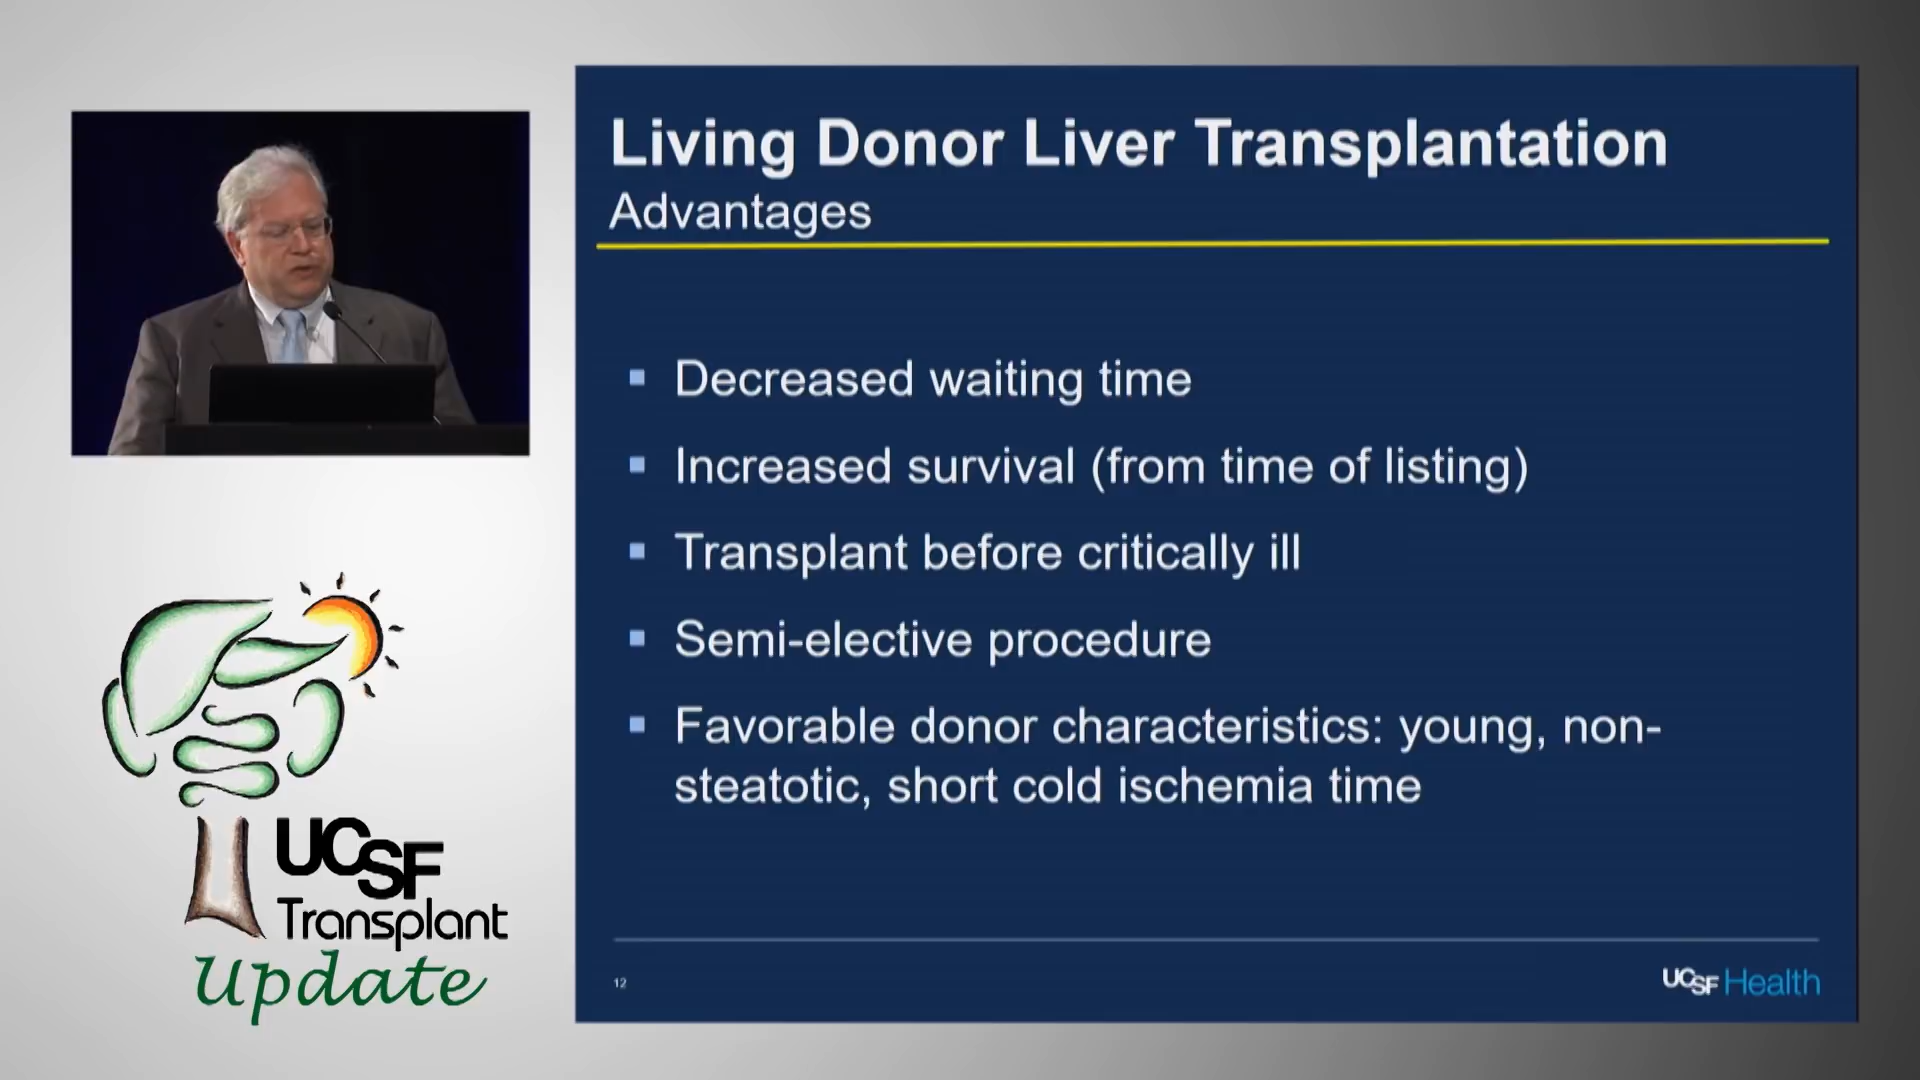 Living Donor Liver Transplantation
Advantages
Decreased waiting time
Increased survival (from time of listing)
Transplant before critically ill
Semi-elective procedure
Favorable donor characteristics: young, non-
steatotic, short cold ischemia time
12
UCSF Health
UCSF
Transplant
Update